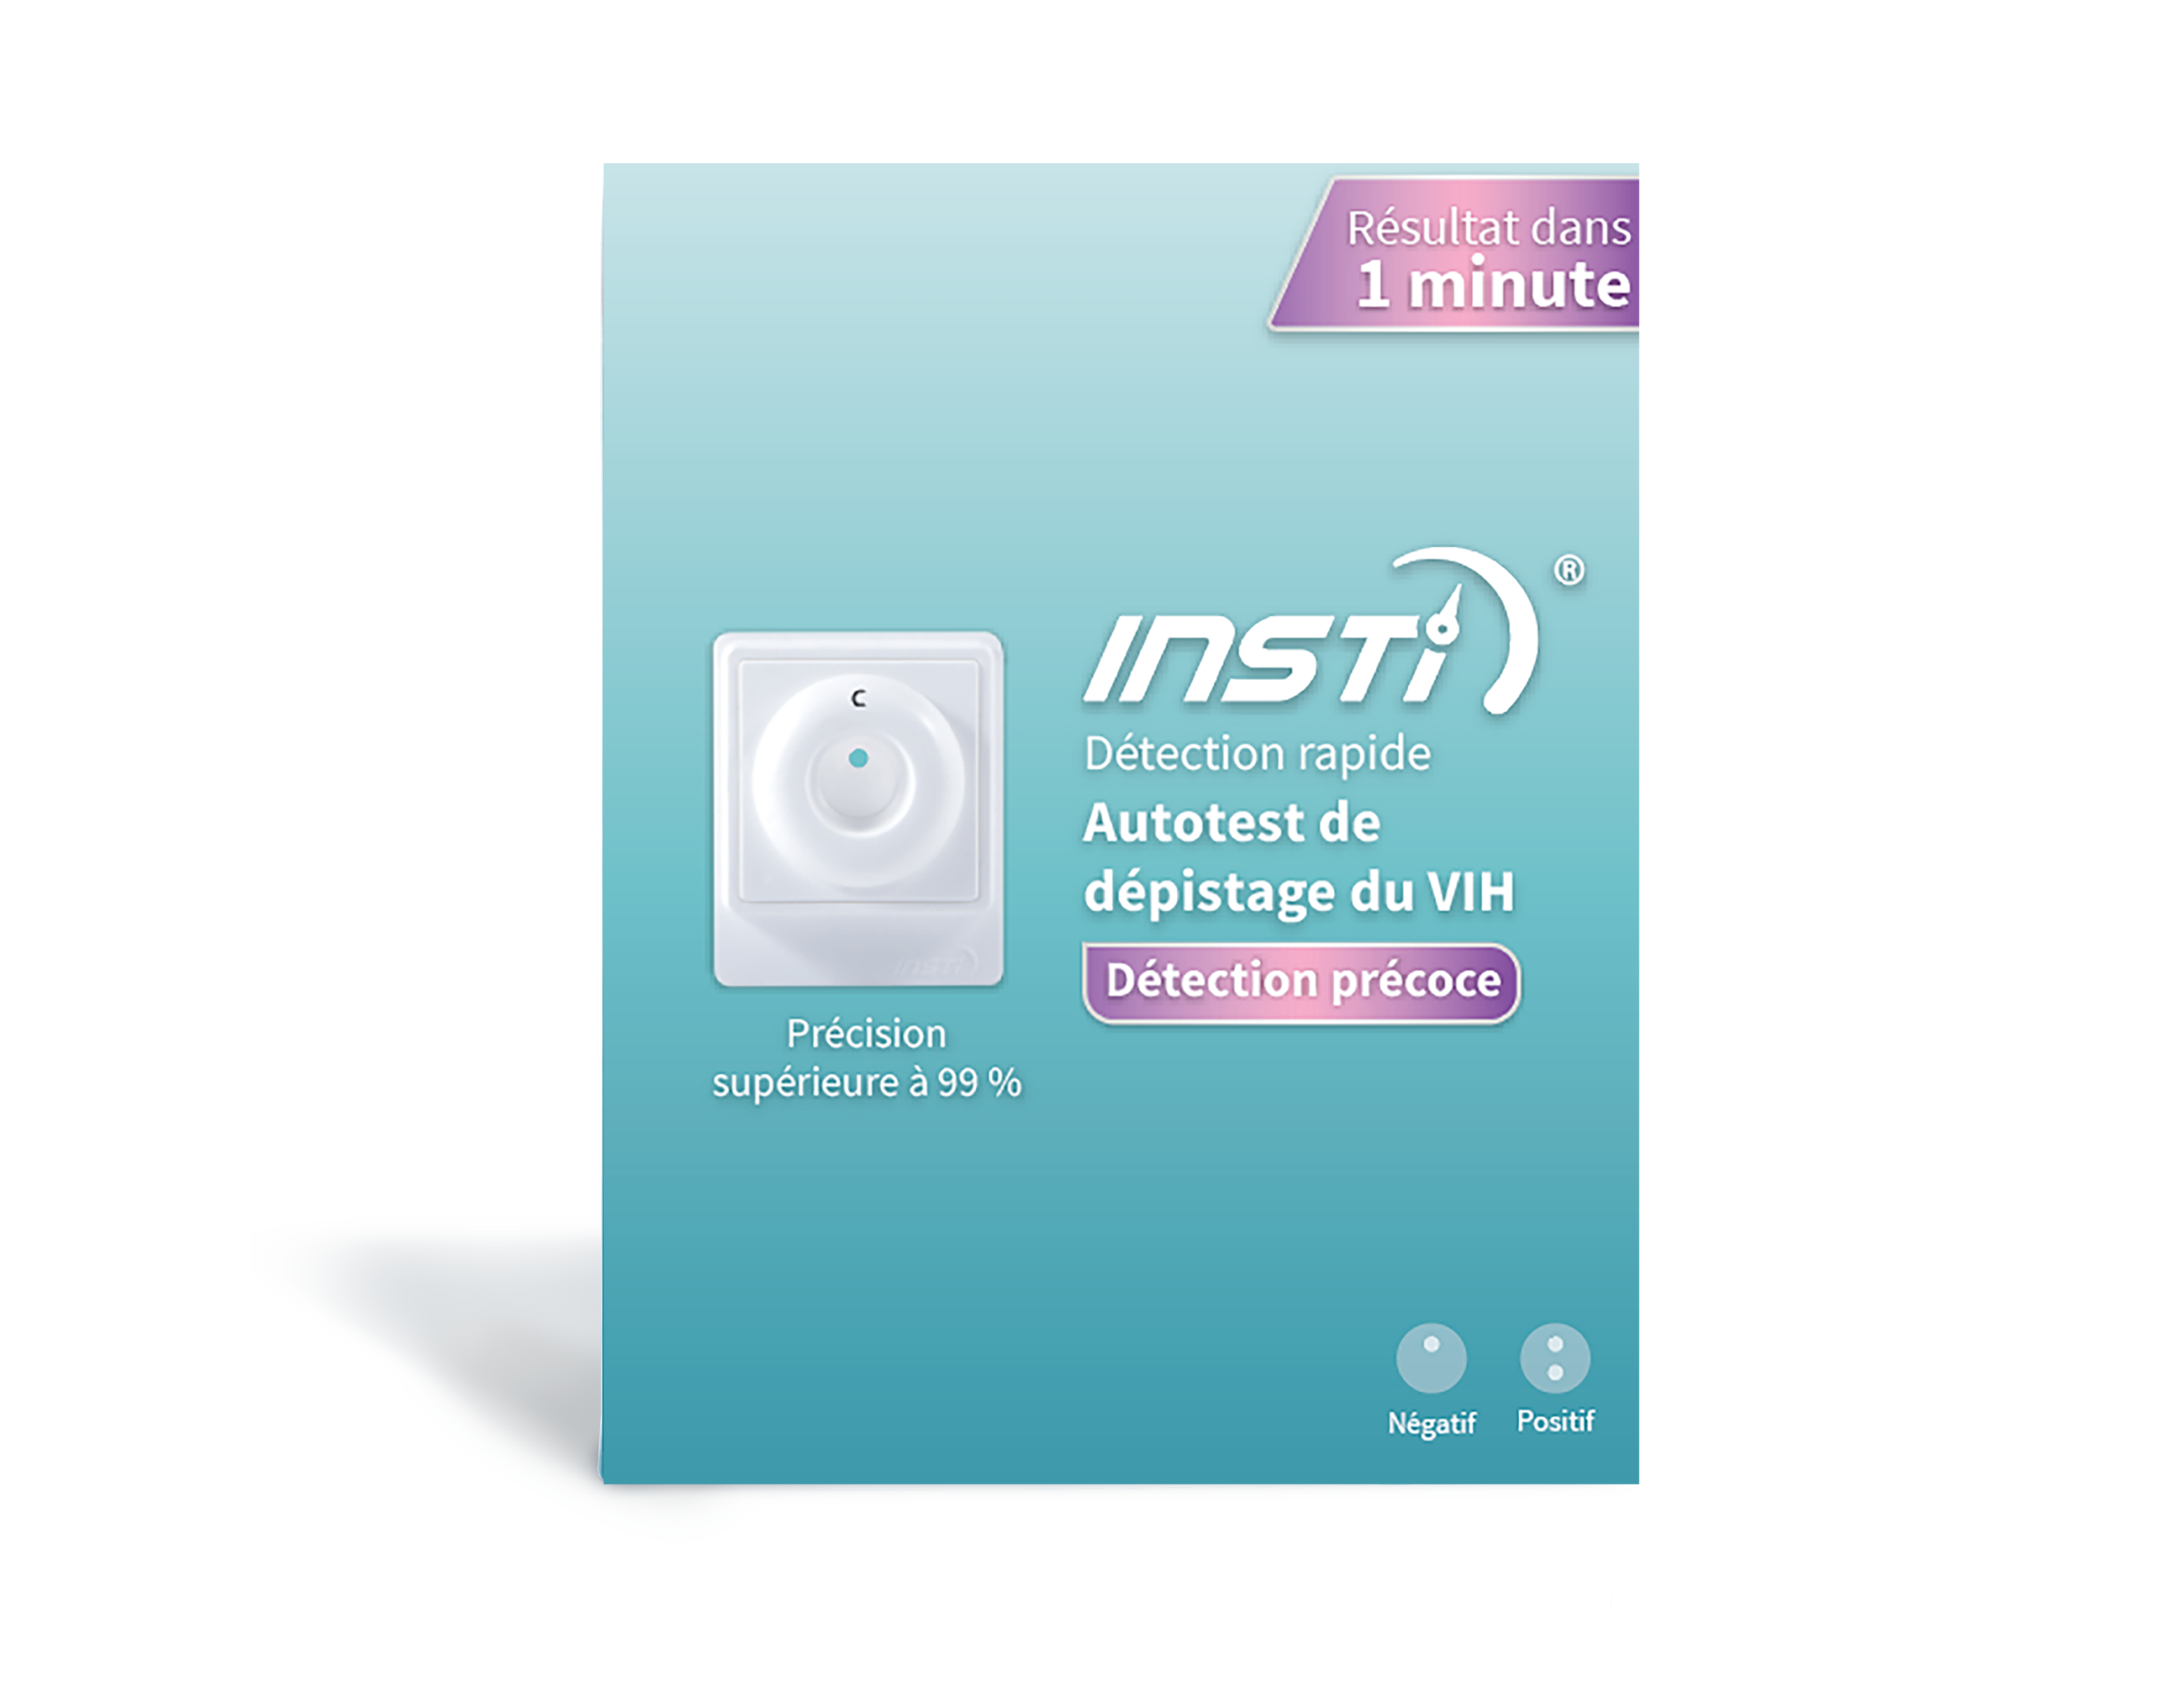 Résultat dans
1 minute
INSTi®
C
Détection rapide
Autotest de
dépistage du VIH
Détection précoce
INSTi
Précision
supérieure à 99 %
Négatif
Positif